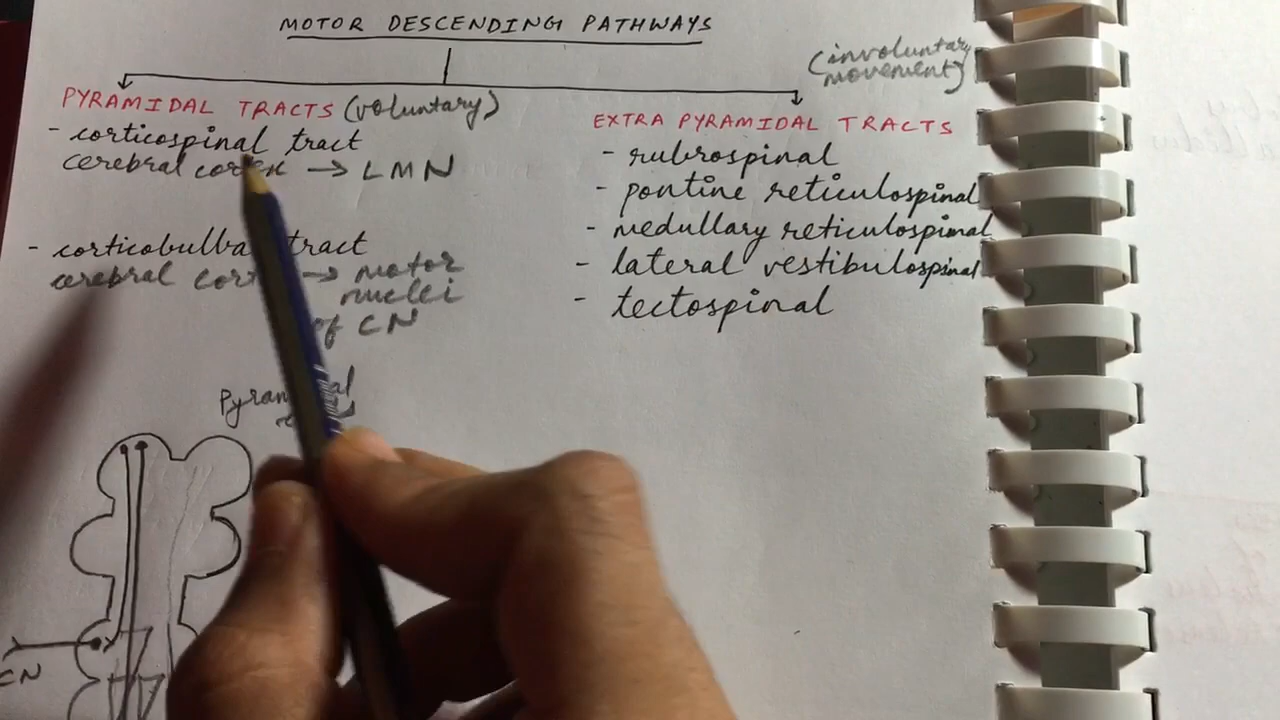 MOTOR DESCENDING PATHWAYS
(involuntary
movement)
PYRAMIDAL TRACTS (voluntary)
- corticospinal tract
cerebral cortex → LMN
- corticobulbar tract
cerebral cortex → motor
nuclei
of CN
EXTRA PYRAMIDAL TRACTS
- rubrospinal
- pontine reticulospinal
- medullary reticulospinal
- lateral vestibulospinal
- tectospinal
Pyramidal
CN